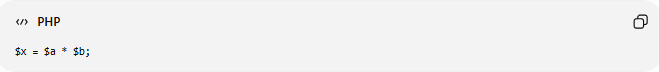 PHP
$x = $a * $b;